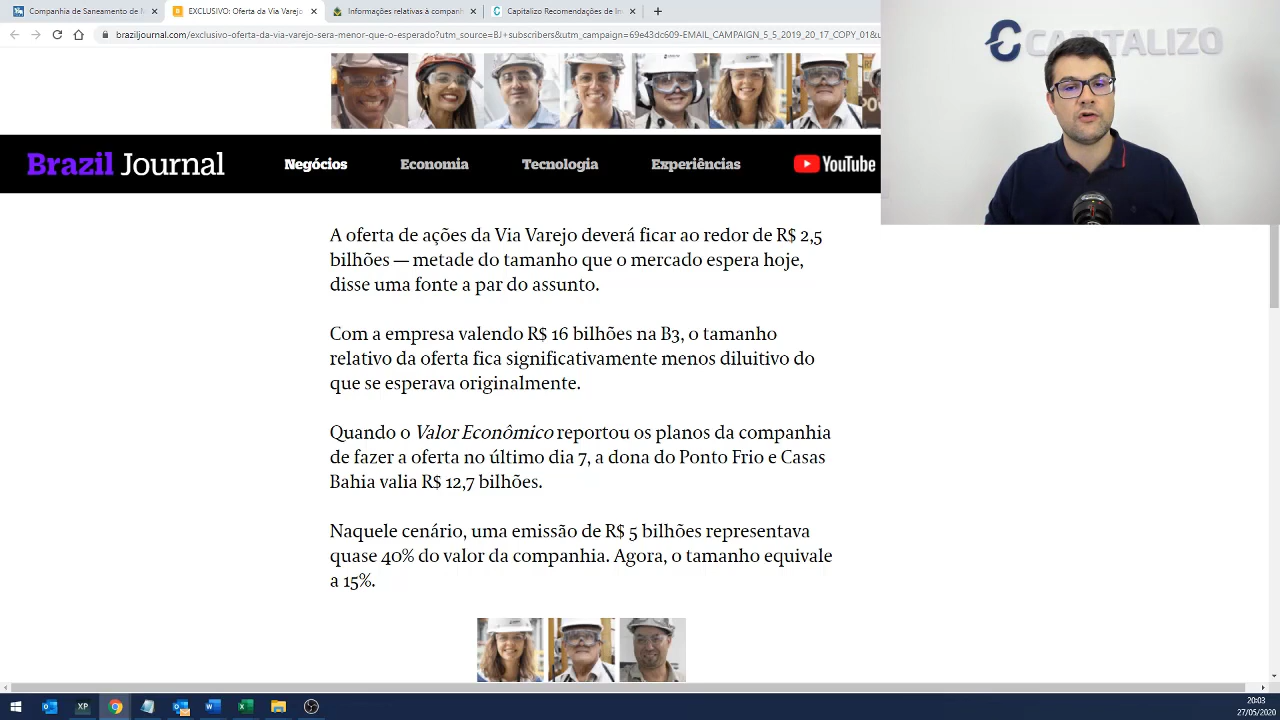 Companhia de Saneamento de M
EXCLUSIVO: Oferta da Via Varejo
Informações relativas à companh
Capitalizo Recomendações de In
braziljournal.com/exclusivo-oferta-da-via-varejo-sera-menor-que-o-esperado?utm_source=BJ+subscribers&utm_campaign=69e43dc609-EMAIL_CAMPAIGN_5_5_2019_20_17_COPY_01&u
CAPITALIZO
Brazil Journal
Negócios
Economia
Tecnologia
Experiências
YouTube
A oferta de ações da Via Varejo deverá ficar ao redor de R$ 2,5
bilhões — metade do tamanho que o mercado espera hoje,
disse uma fonte a par do assunto.
Com a empresa valendo R$ 16 bilhões na B3, o tamanho
relativo da oferta fica significativamente menos diluitivo do
que se esperava originalmente.
Quando o Valor Econômico reportou os planos da companhia
de fazer a oferta no último dia 7, a dona do Ponto Frio e Casas
Bahia valia R$ 12,7 bilhões.
Naquele cenário, uma emissão de R$ 5 bilhões representava
quase 40% do valor da companhia. Agora, o tamanho equivale
a 15%.
XP
20:03
27/05/2020